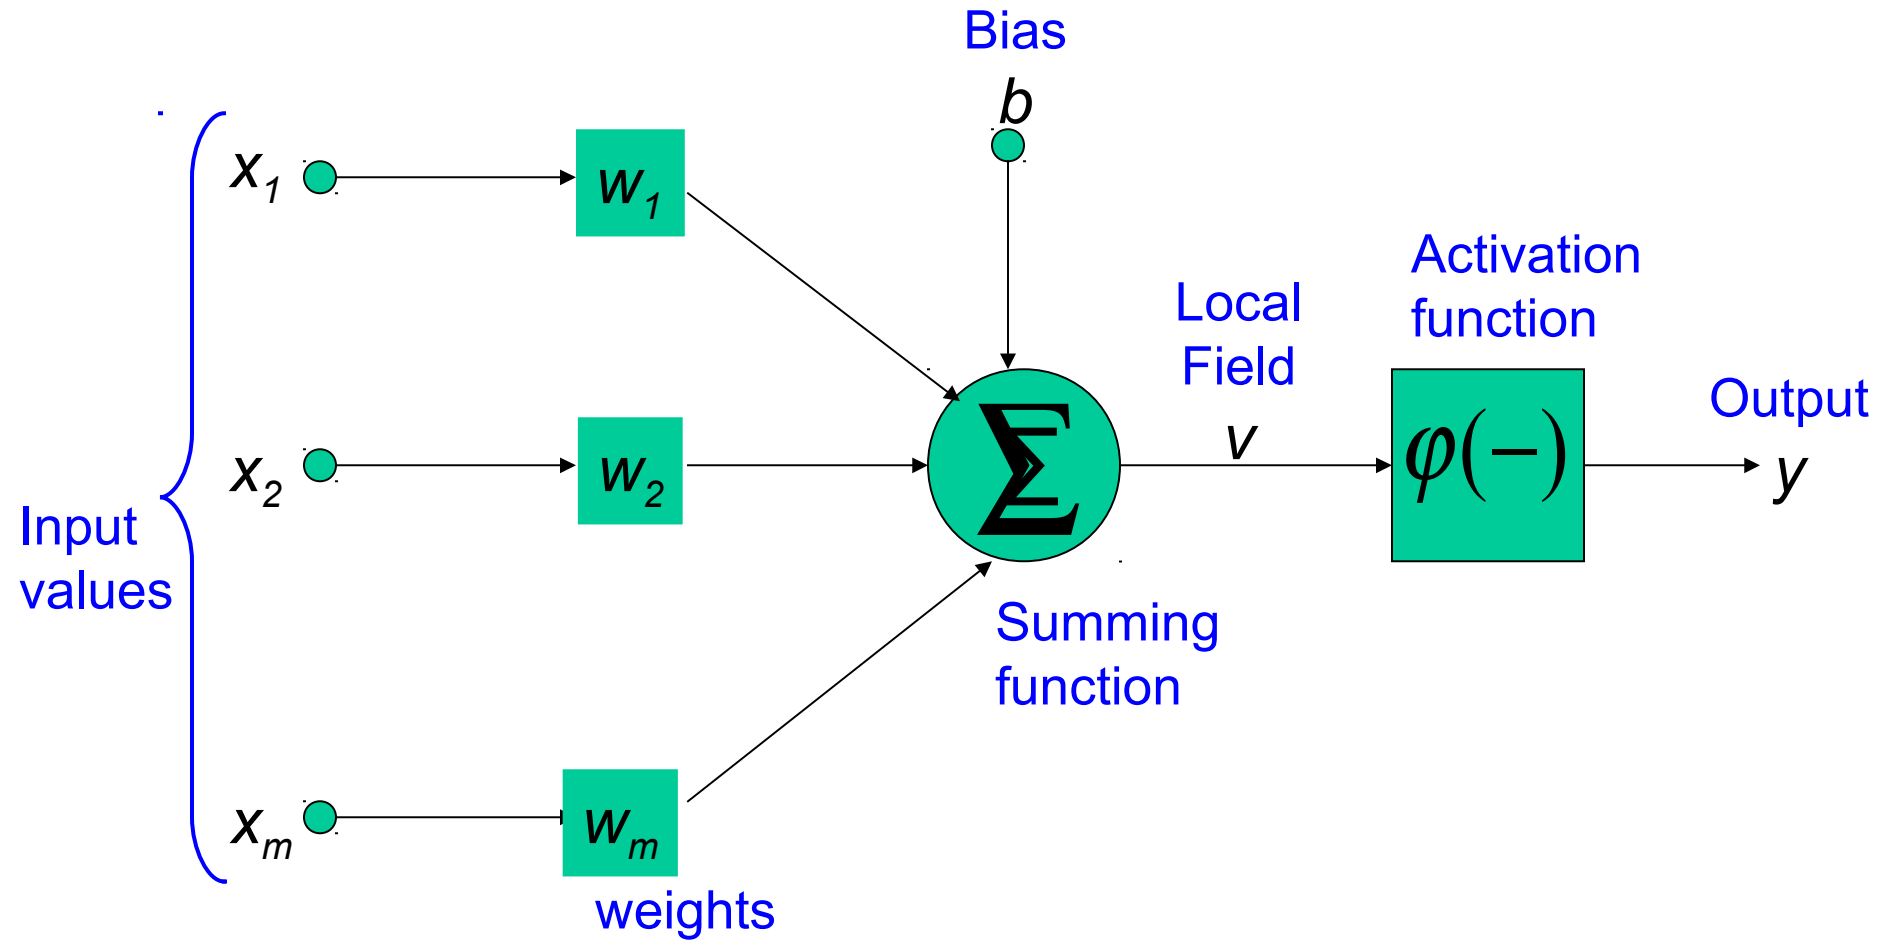 Bias
b
x1
w1
Activation
function
Local
Field
Output
x2
w2
Σ
v
φ(−)
y
Input
values
Summing
function
xm
wm
weights